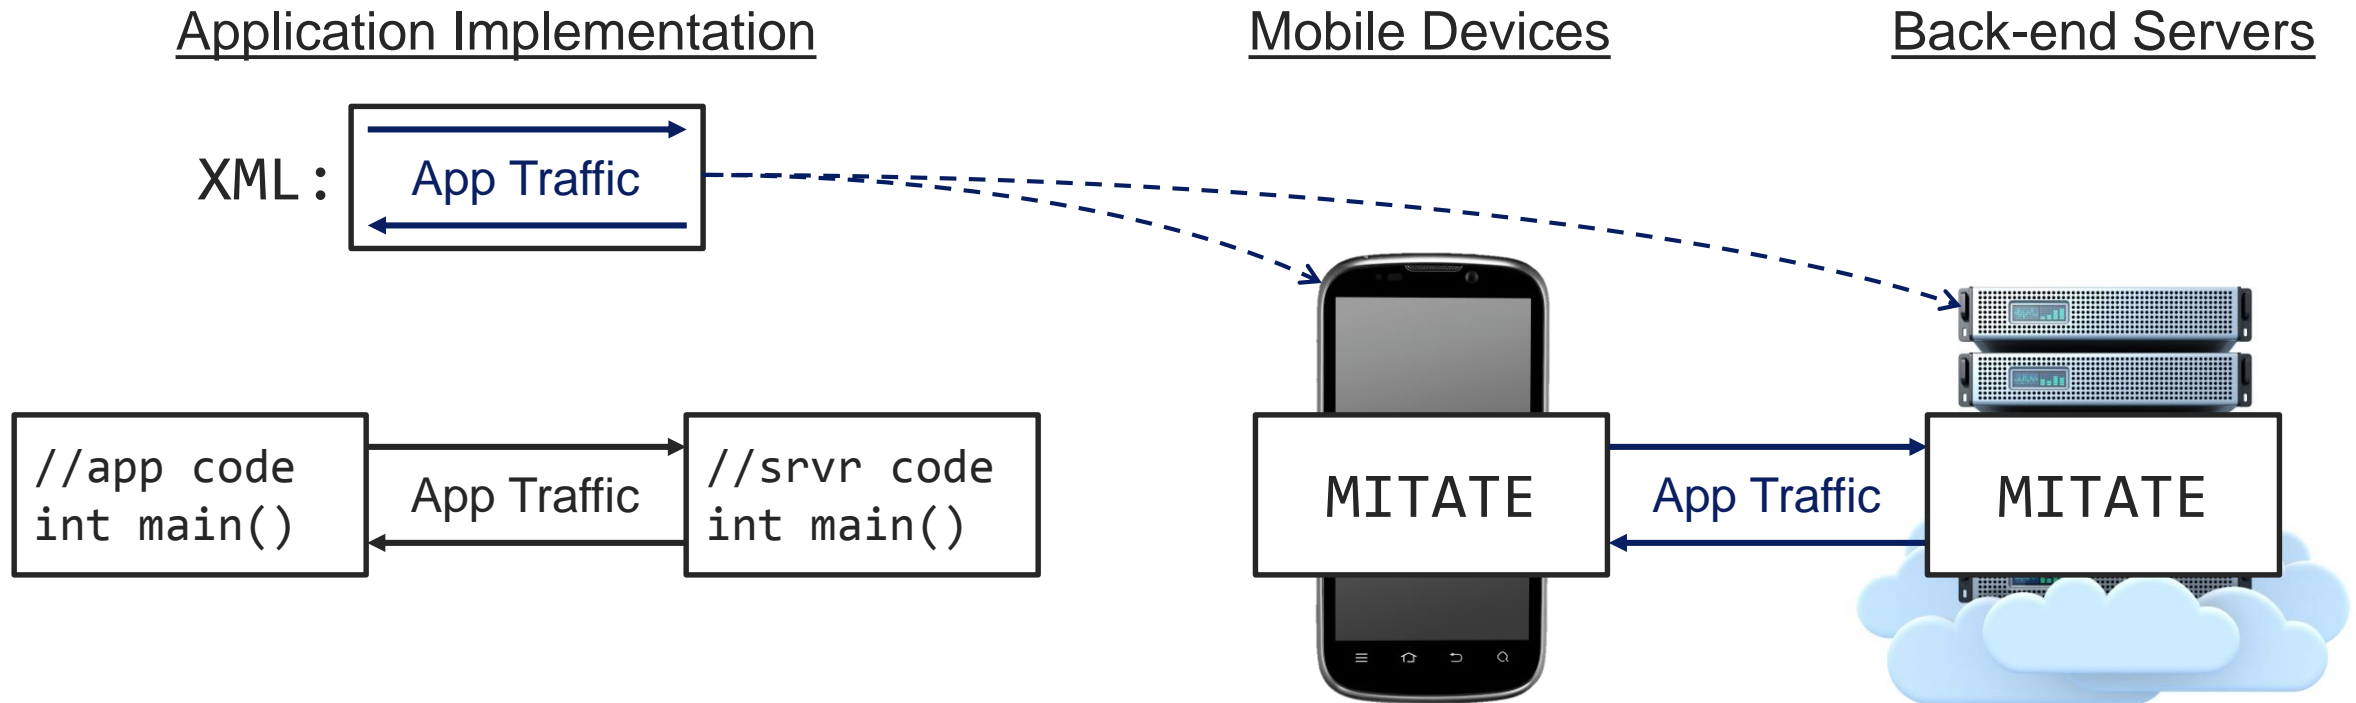 Application Implementation
Mobile Devices
Back-end Servers
XML:
App Traffic
//app code
int main()
App Traffic
//srvr code
int main()
MITATE
App Traffic
MITATE